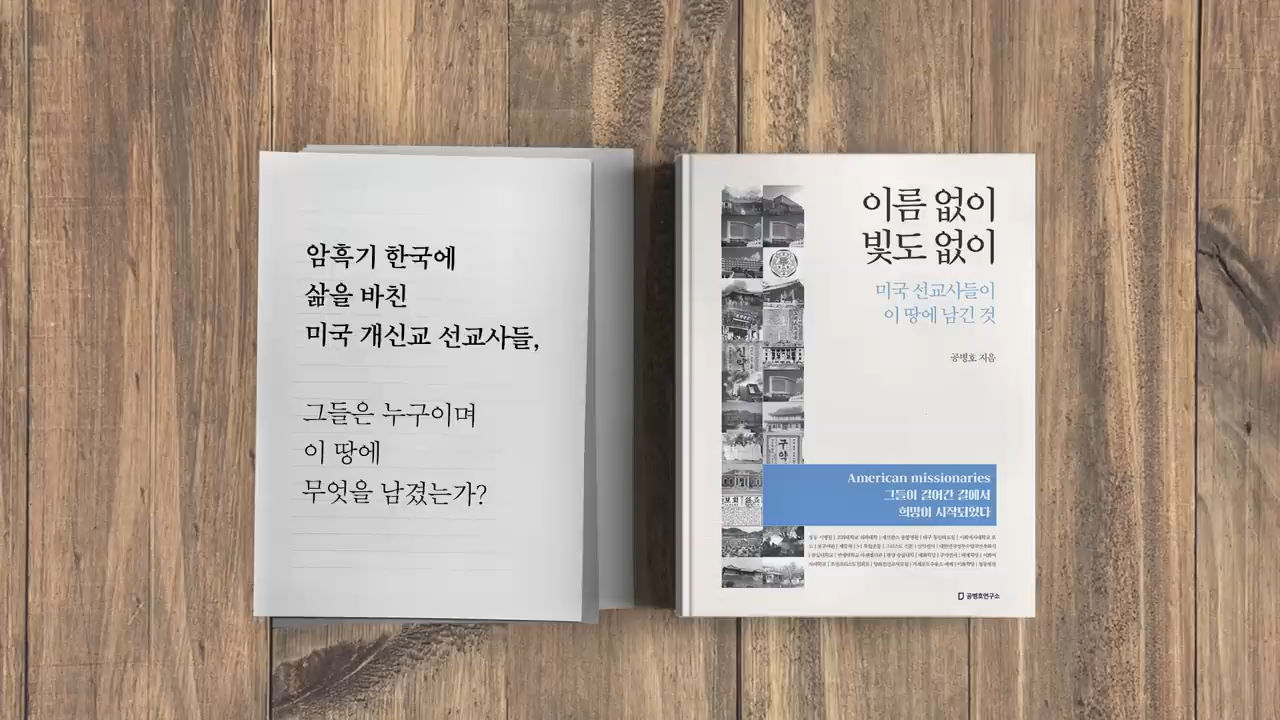 암흑기 한국에
삶을 바친
미국 개신교 선교사들,
그들은 누구이며
이 땅에
무엇을 남겼는가?
이름 없이
빛도 없이
미국 선교사들이
이 땅에 남긴 것
공병호 지음
구약
American missionaries
그들이 걸어간 길에서
희망이 시작되었다
공병호연구소